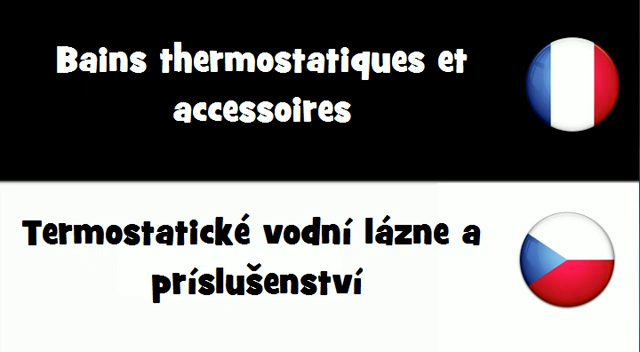 Bains thermostatiques et
accessoires
Termostatické vodní lázne a
príslušenství